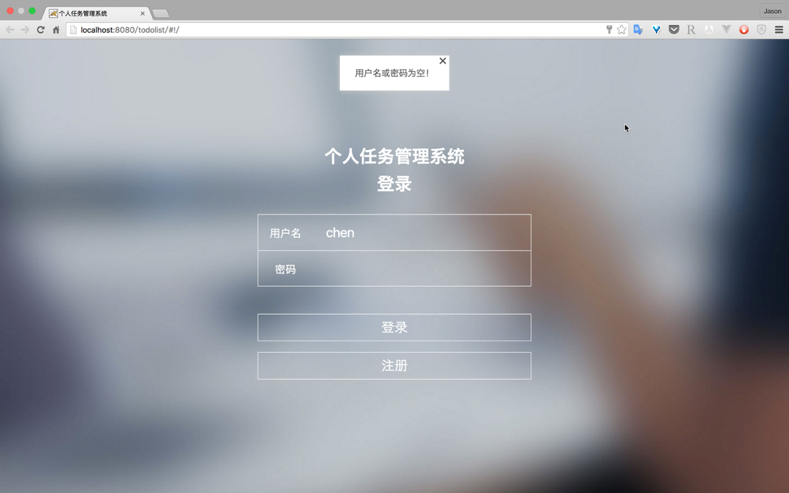 个人任务管理系统
Jason
localhost:8080/todolist/#!/
用户名或密码为空!
个人任务管理系统
登录
用户名 chen
密码
登录
注册